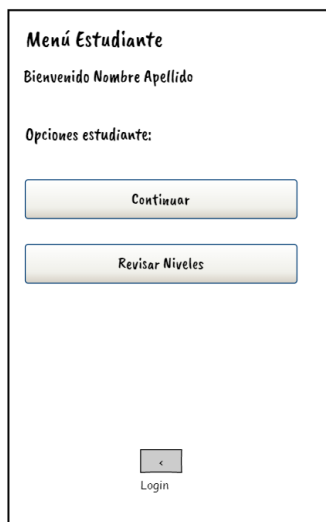 Menú Estudiante
Bienvenido Nombre Apellido
Opciones estudiante:
Continuar
Revisar Niveles
<
Login